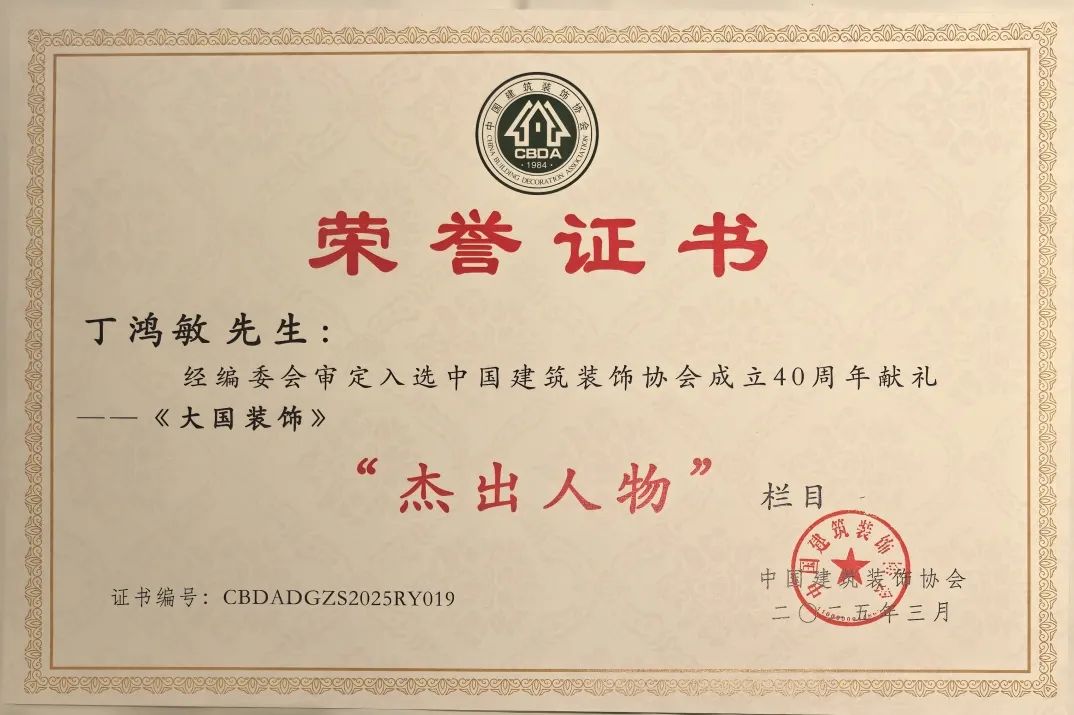 中国建筑装饰协会
CBDA
·1984·
CHINA BUILDING DECORATION ASSOCIATION
荣誉证书
丁鸿敏先生：
经编委会审定入选中国建筑装饰协会成立40周年献礼
——《大国装饰》
“杰出人物”栏目
中国建筑装饰协会
中国建筑装饰协会
二〇二五年三月
证书编号：CBDADGZS2025RY019